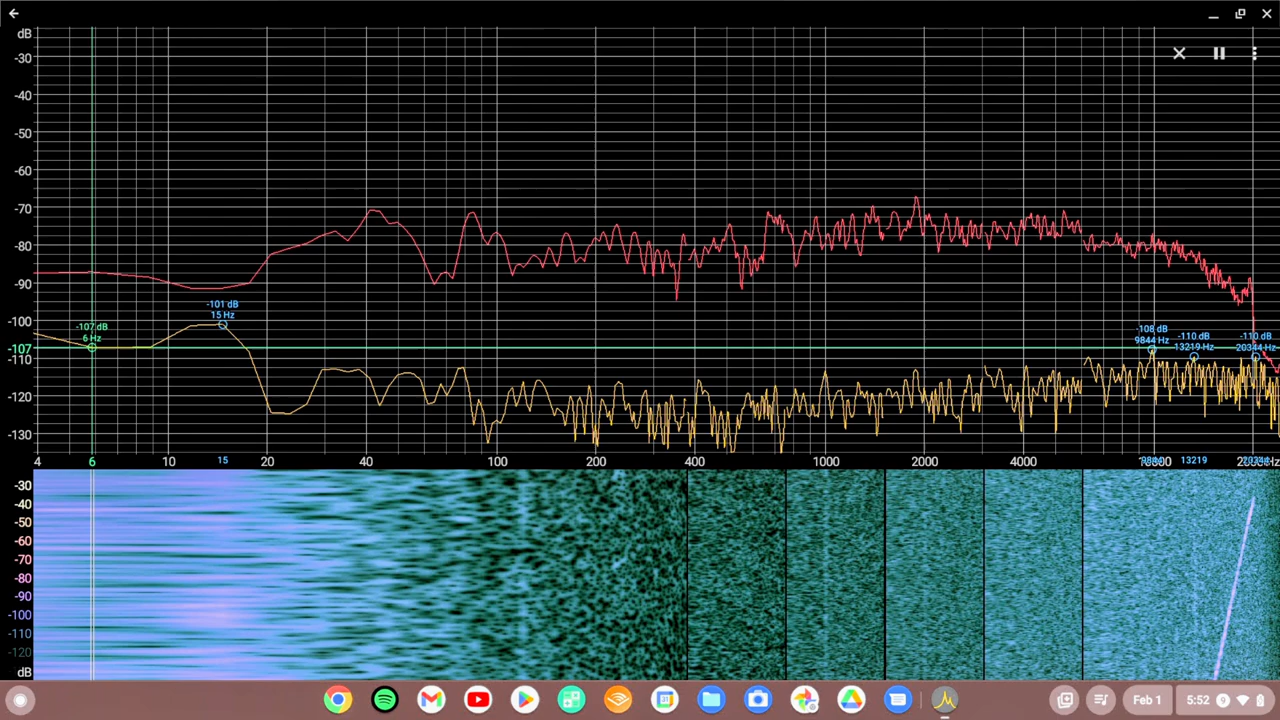 dB
-30
-40
-50
-60
-70
-80
-90
-100
-107
-110
-120
-130
-107 dB
6 Hz
-101 dB
15 Hz
-108 dB
9844 Hz
-110 dB
13219 Hz
-110 dB
20344 Hz
4 6 10 15 20 40 100 200 400 1000 2000 4000 13219
-30
-40
-50
-60
-70
-80
-90
-100
-110
-120
dB
31
Feb 1
5:52
9